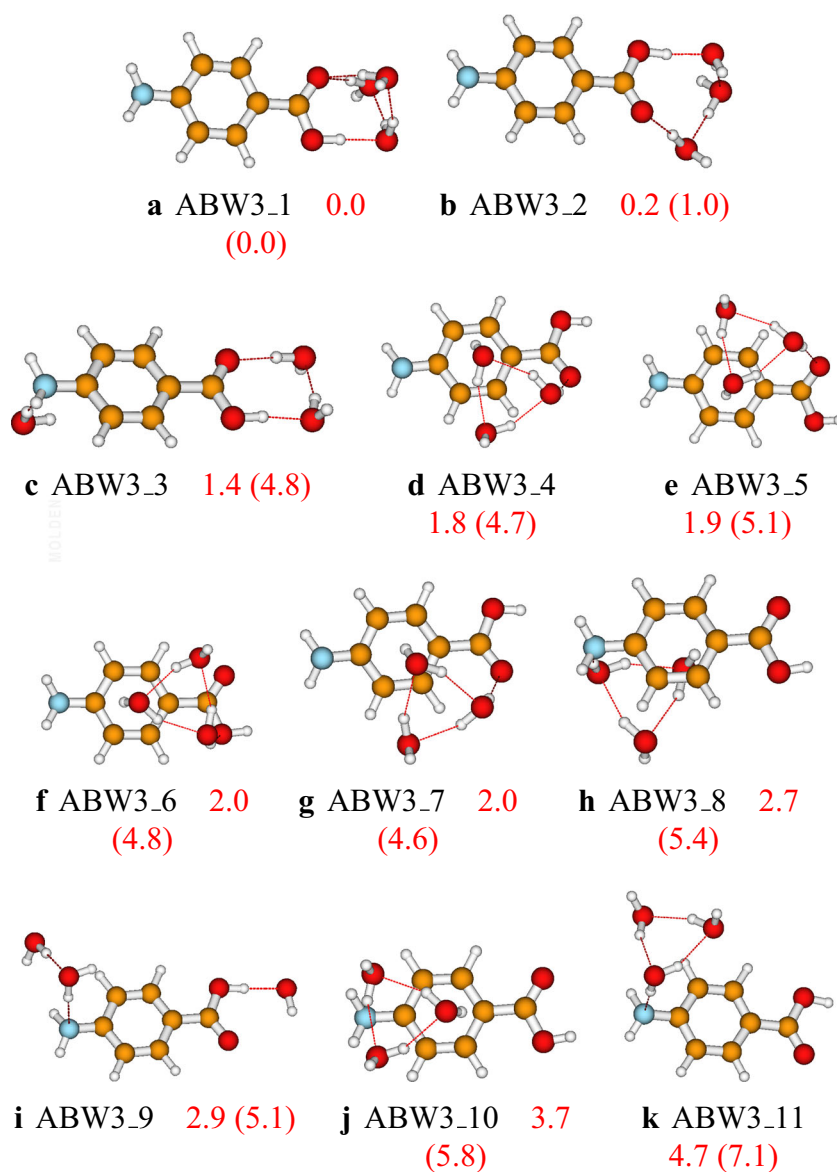 a ABW3_1 0.0
(0.0)
b ABW3_2 0.2 (1.0)
c ABW3_3 1.4 (4.8)
d ABW3_4
1.8 (4.7)
e ABW3_5
1.9 (5.1)
MOLDEN
f ABW3_6 2.0
(4.8)
g ABW3_7 2.0
(4.6)
h ABW3_8 2.7
(5.4)
i ABW3_9 2.9 (5.1)
j ABW3_10 3.7
(5.8)
k ABW3_11
4.7 (7.1)